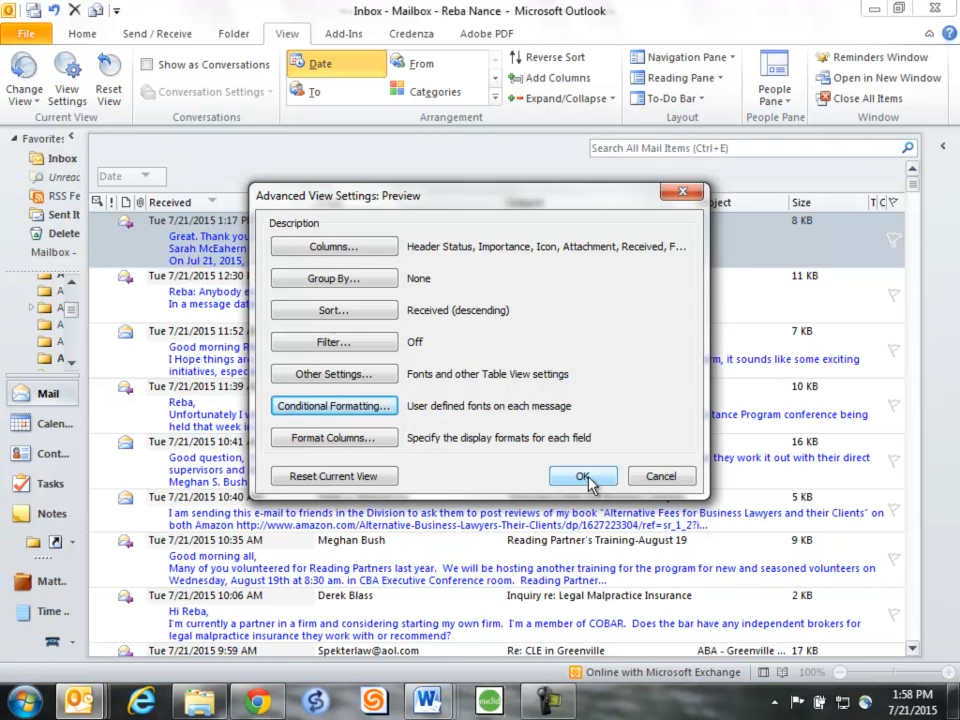 Inbox - Mailbox - Reba Nance - Microsoft Outlook
File Home Send / Receive Folder View Add-Ins Credenza Adobe PDF
Change View
View Settings
Reset View
Current View
Show as Conversations
Conversation Settings
Conversations
Date From
To Categories
Reverse Sort
Add Columns
Expand/Collapse
Arrangement
Navigation Pane
Reading Pane
To-Do Bar
Layout
People Pane
People Pane
Reminders Window
Open in New Window
Close All Items
Window
Favorites
Inbox
Unread
RSS Fe
Sent It
Delete
Mailbox -
A
A
A
A
A
Mail
Calen...
Cont...
Tasks
Notes
Matt..
Time ..
Search All Mail Items (Ctrl+E)
Date
Received Size
Tue 7/21/2015 1:17 P 8 KB
Great. Thank you
Sarah McEahern
On Jul 21, 2015,
Tue 7/21/2015 12:30 11 KB
Reba: Anybody e
In a message dat
Tue 7/21/2015 11:52 7 KB
Good morning R
I Hope things ar m, it sounds like some exciting
initiatives, especi
Tue 7/21/2015 11:39 10 KB
Reba,
Unfortunately I w tance Program conference being
held that week i
Tue 7/21/2015 10:41 16 KB
Good question, they work it out with their direct
supervisors and
Meghan S. Bush
Tue 7/21/2015 10:40 5 KB
I am sending this e-mail to friends in the Division to ask them to post reviews of my book "Alternative Fees for Business Lawyers and their Clients" on
both Amazon http://www.amazon.com/Alternative-Business-Lawyers-Their-Clients/dp/1627223304/ref=sr_1_2?i...
Tue 7/21/2015 10:35 AM Meghan Bush Reading Partner's Training-August 19 9 KB
Good morning all,
Many of you volunteered for Reading Partners last year. We will be hosting another training for the program for new and seasoned volunteers on
Wednesday, August 19th at 8:30 am. in CBA Executive Conference room. Reading Partner...
Tue 7/21/2015 10:06 AM Derek Blass Inquiry re: Legal Malpractice Insurance 2 KB
Hi Reba,
I'm currently a partner in a firm and considering starting my own firm. I'm a member of COBAR. Does the bar have any independent brokers for
legal malpractice insurance they work with or recommend?
Tue 7/21/2015 9:59 AM Spekterlaw@aol.com Re: CLE in Greenville ABA - Greenville ... 17 KB
Advanced View Settings: Preview
Description
Columns... Header Status, Importance, Icon, Attachment, Received, F...
Group By... None
Sort... Received (descending)
Filter... Off
Other Settings... Fonts and other Table View settings
Conditional Formatting... User defined fonts on each message
Format Columns... Specify the display formats for each field
Reset Current View OK Cancel
Online with Microsoft Exchange 100%
1:58 PM
7/21/2015